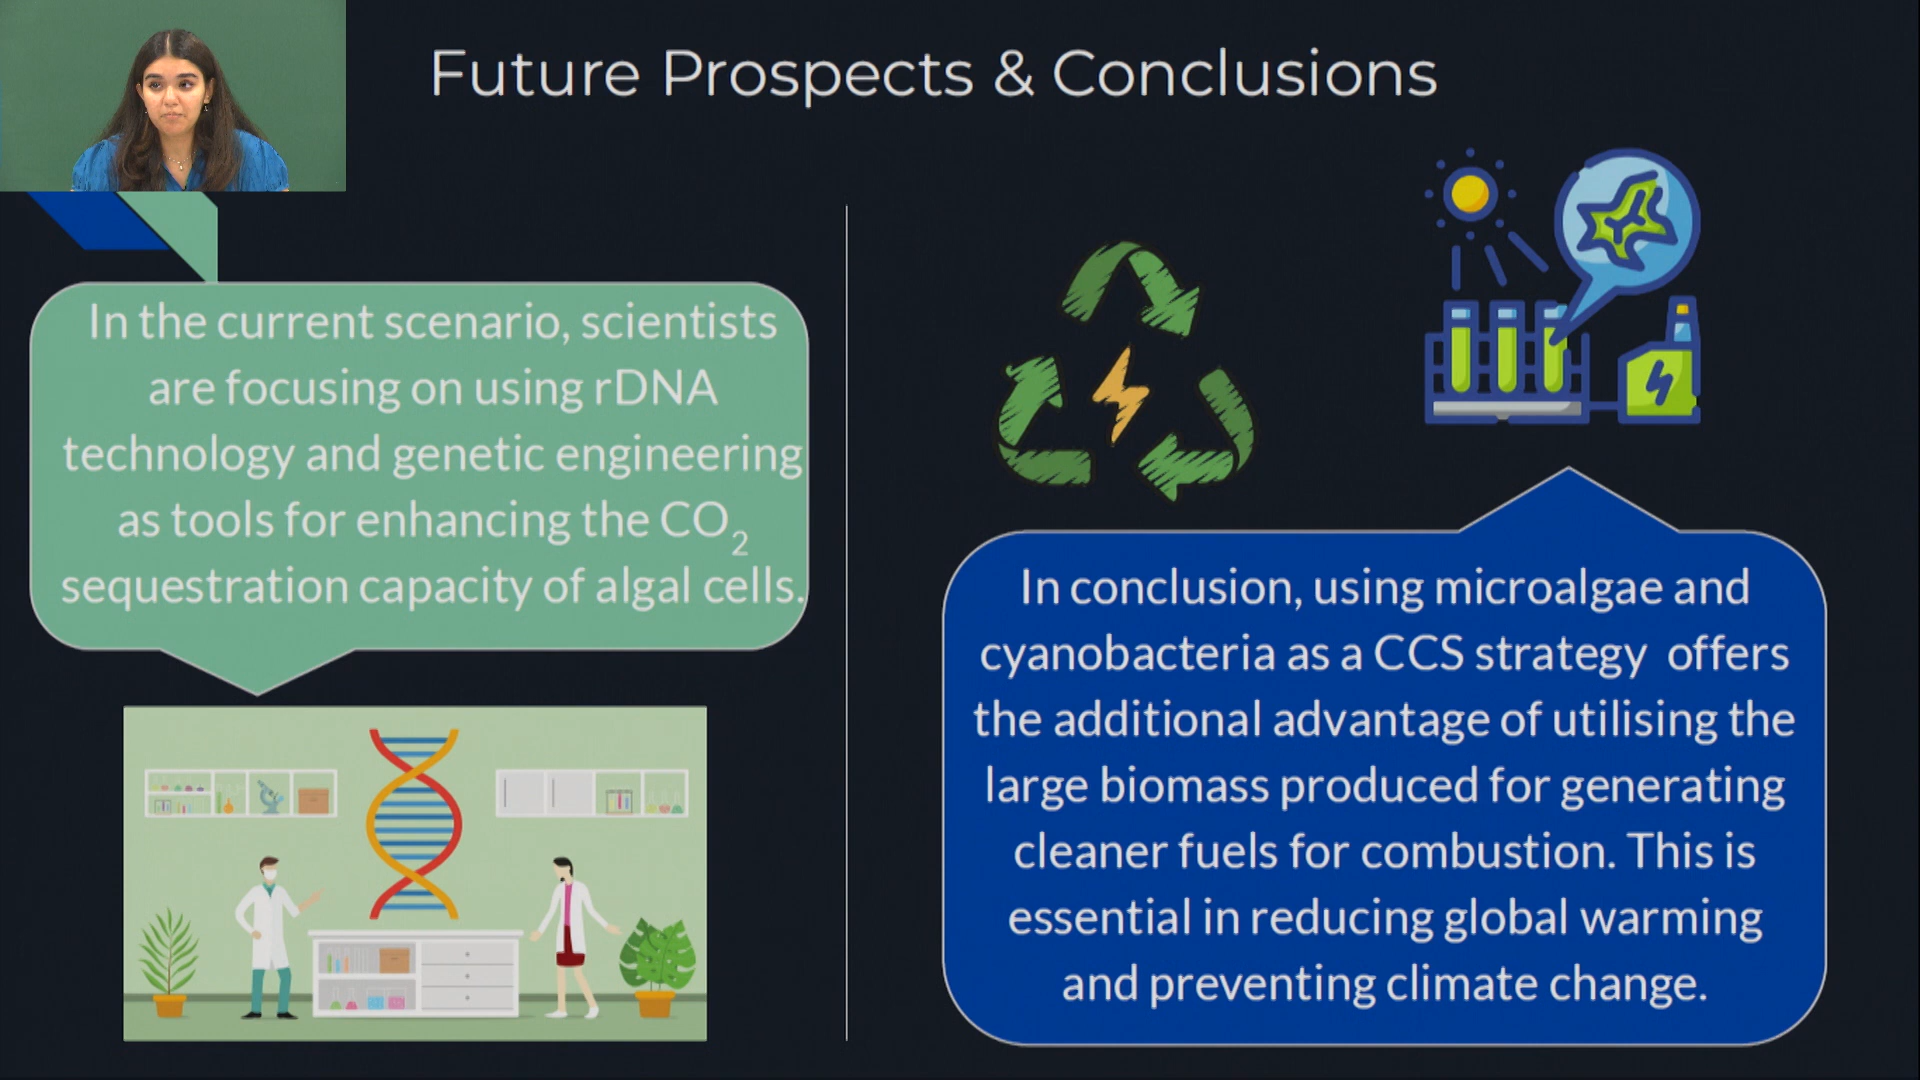 Future Prospects & Conclusions
In the current scenario, scientists
are focusing on using rDNA
technology and genetic engineering
as tools for enhancing the CO₂
sequestration capacity of algal cells.
In conclusion, using microalgae and
cyanobacteria as a CCS strategy offers
the additional advantage of utilising the
large biomass produced for generating
cleaner fuels for combustion. This is
essential in reducing global warming
and preventing climate change.